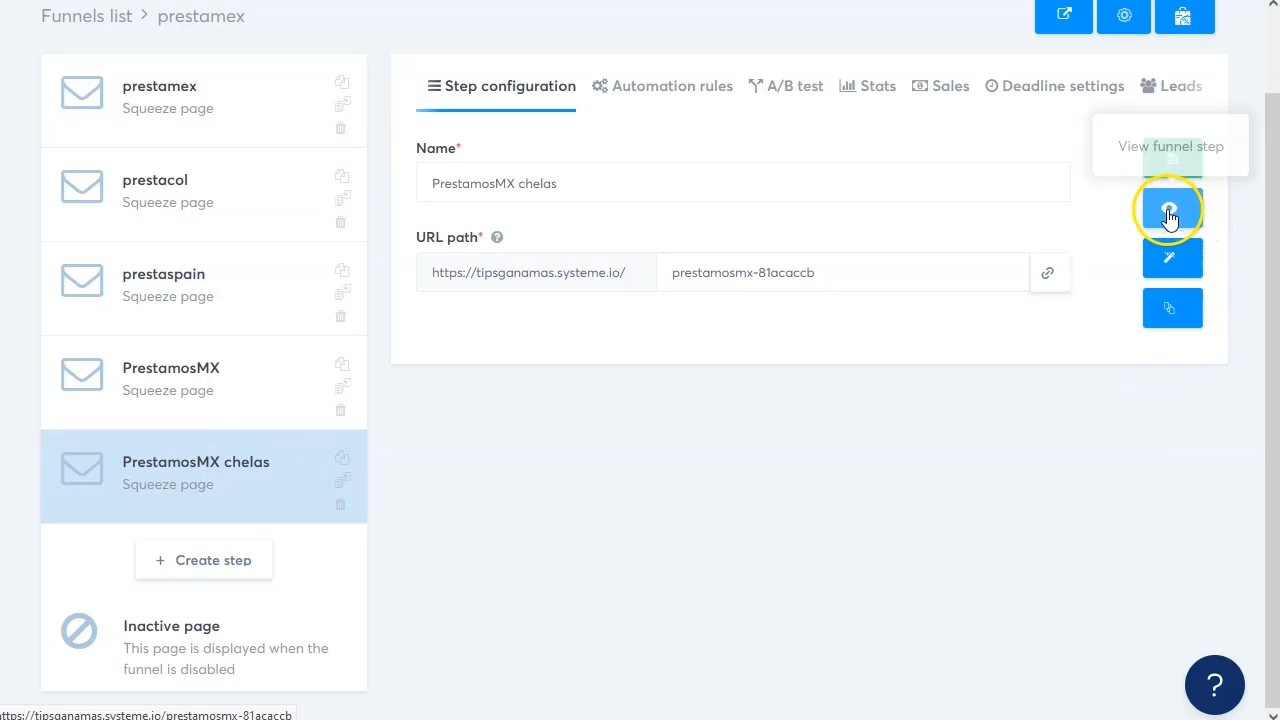 Funnels list > prestamex
prestamex
Squeeze page
prestacol
Squeeze page
prestaspain
Squeeze page
PrestamosMX
Squeeze page
PrestamosMX chelas
Squeeze page
+ Create step
Inactive page
This page is displayed when the
funnel is disabled
Step configuration Automation rules A/B test Stats Sales Deadline settings Leads
View funnel step
Name*
PrestamosMX chelas
URL path* ?
https://tipsganamas.systeme.io/ prestamosmx-81acaccb
?
ttps://tipsganamas.systeme.io/prestamosmx-81acaccb